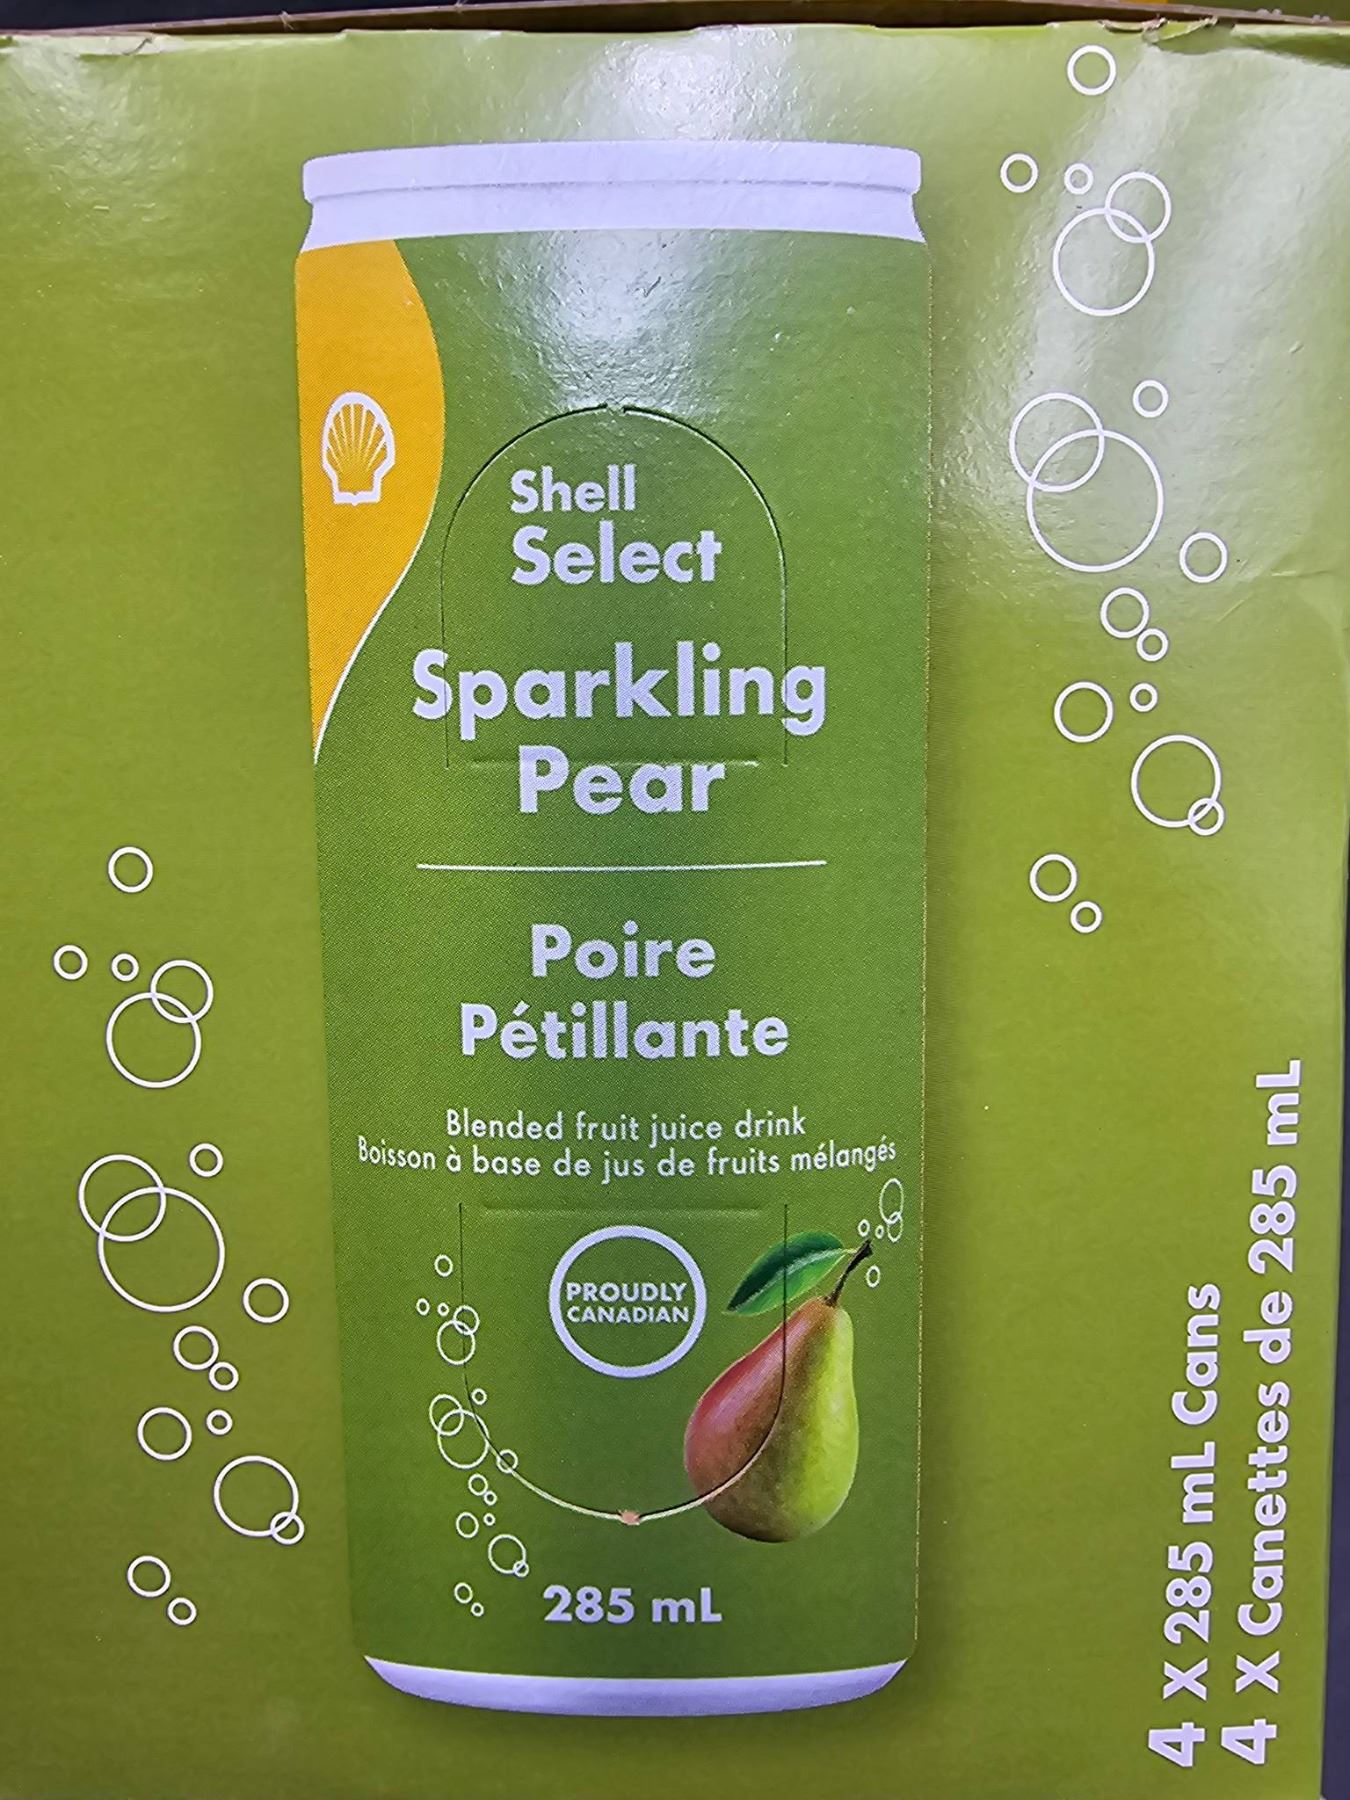 Shell
Select
Sparkling
Pear
Poire
Pétillante
Blended fruit juice drink
Boisson à base de jus de fruits mélangés
PROUDLY
CANADIAN
285 mL
4 X 285 mL Cans
4 X Canettes de 285 mL